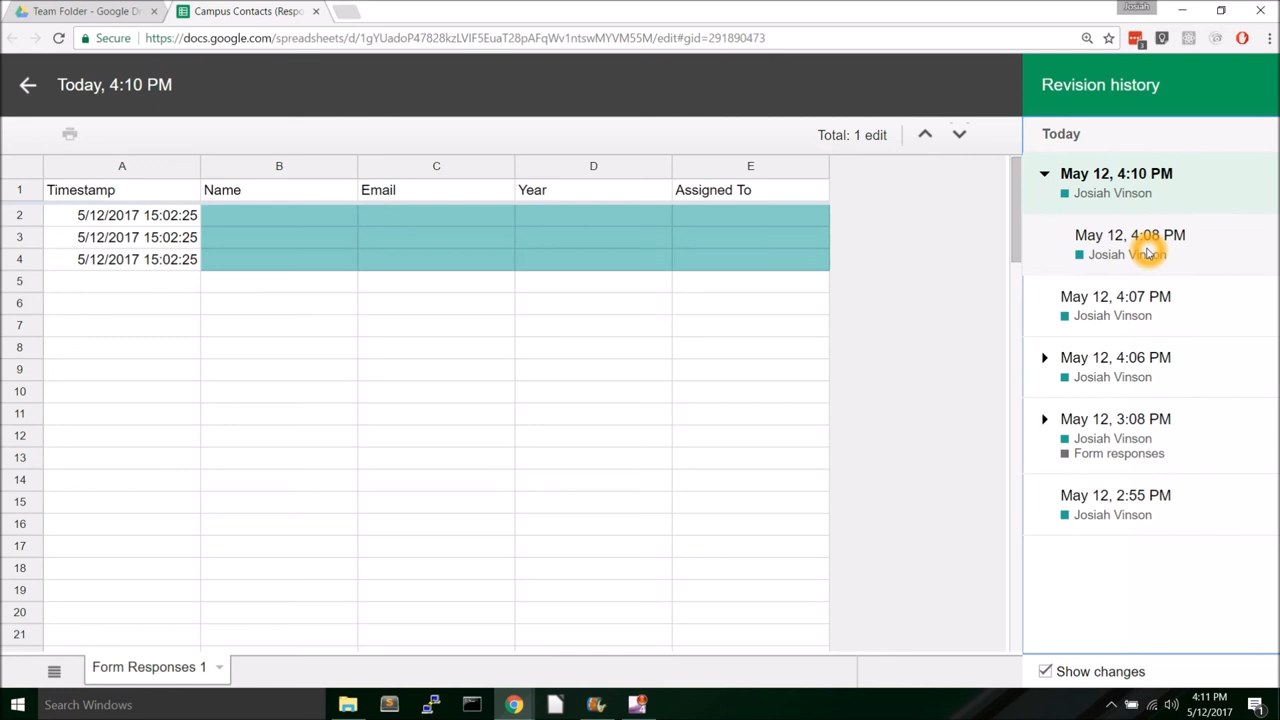 Team Folder - Google Dr
Campus Contacts (Respo
Josiah
Secure
https://docs.google.com/spreadsheets/d/1gYUadoP47828kzLVIF5EuaT28pAFqWv1ntswMYVM55M/edit#gid=291890473
3
Today, 4:10 PM
Revision history
Total: 1 edit
Today
A B C D E
1 Timestamp Name Email Year Assigned To
2 5/12/2017 15:02:25
3 5/12/2017 15:02:25
4 5/12/2017 15:02:25
5
6
7
8
9
10
11
12
13
14
15
16
17
18
19
20
21
May 12, 4:10 PM
Josiah Vinson
May 12, 4:08 PM
Josiah Vinson
May 12, 4:07 PM
Josiah Vinson
May 12, 4:06 PM
Josiah Vinson
May 12, 3:08 PM
Josiah Vinson
Form responses
May 12, 2:55 PM
Josiah Vinson
Form Responses 1
Show changes
Search Windows
4:11 PM
5/12/2017
1